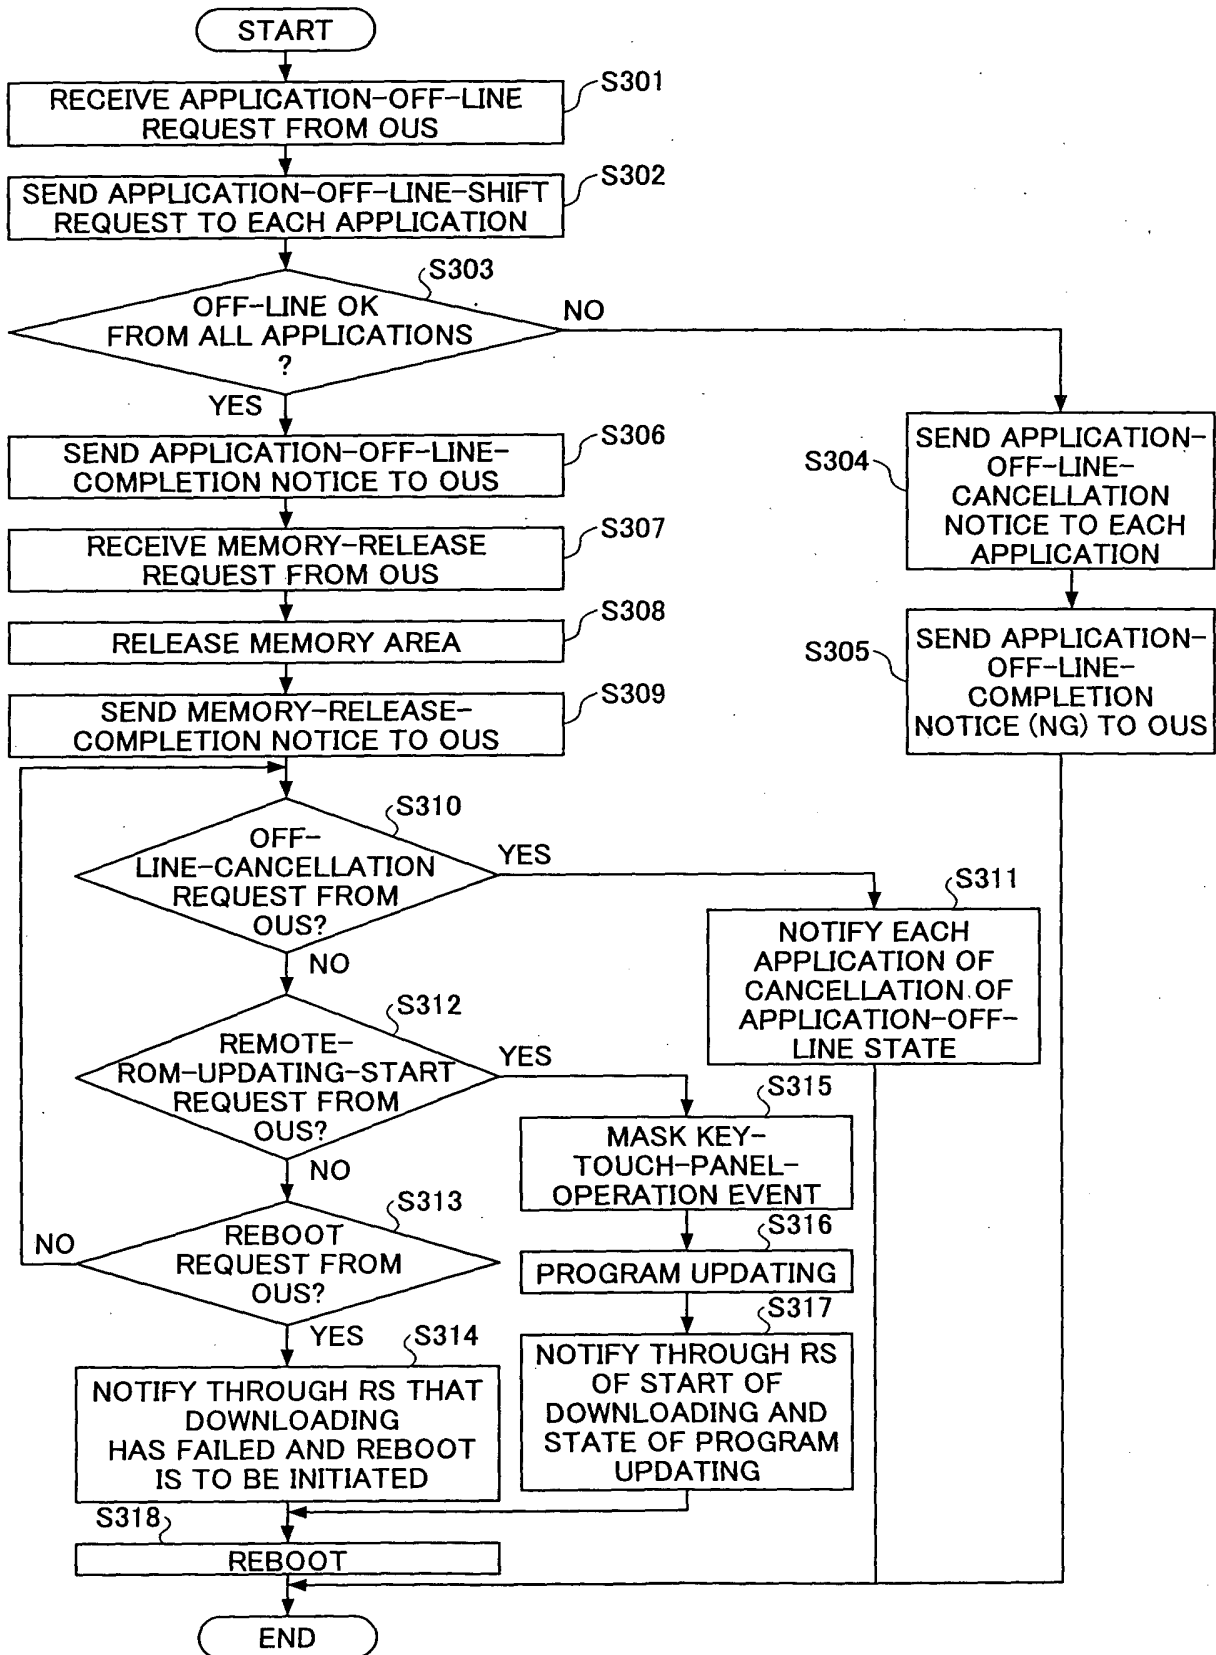 START
S301
RECEIVE APPLICATION-OFF-LINE
REQUEST FROM OUS
S302
SEND APPLICATION-OFF-LINE-SHIFT
REQUEST TO EACH APPLICATION
S303
OFF-LINE OK
FROM ALL APPLICATIONS
?
NO
YES
S306
SEND APPLICATION-OFF-LINE-
COMPLETION NOTICE TO OUS
S304
SEND APPLICATION-
OFF-LINE-
CANCELLATION
NOTICE TO EACH
APPLICATION
S307
RECEIVE MEMORY-RELEASE
REQUEST FROM OUS
S308
RELEASE MEMORY AREA
S305
SEND APPLICATION-
OFF-LINE-
COMPLETION
NOTICE (NG) TO OUS
S309
SEND MEMORY-RELEASE-
COMPLETION NOTICE TO OUS
S310
OFF-
LINE-CANCELLATION
REQUEST FROM
OUS?
YES
NO
S311
NOTIFY EACH
APPLICATION OF
CANCELLATION OF
APPLICATION-OFF-
LINE STATE
S312
REMOTE-
ROM-UPDATING-START
REQUEST FROM
OUS?
YES
NO
S315
MASK KEY-
TOUCH-PANEL-
OPERATION EVENT
S313
REBOOT
REQUEST FROM
OUS?
NO
YES
S316
PROGRAM UPDATING
S317
NOTIFY THROUGH RS
OF START OF
DOWNLOADING AND
STATE OF PROGRAM
UPDATING
S314
NOTIFY THROUGH RS THAT
DOWNLOADING
HAS FAILED AND REBOOT
IS TO BE INITIATED
S318
REBOOT
END